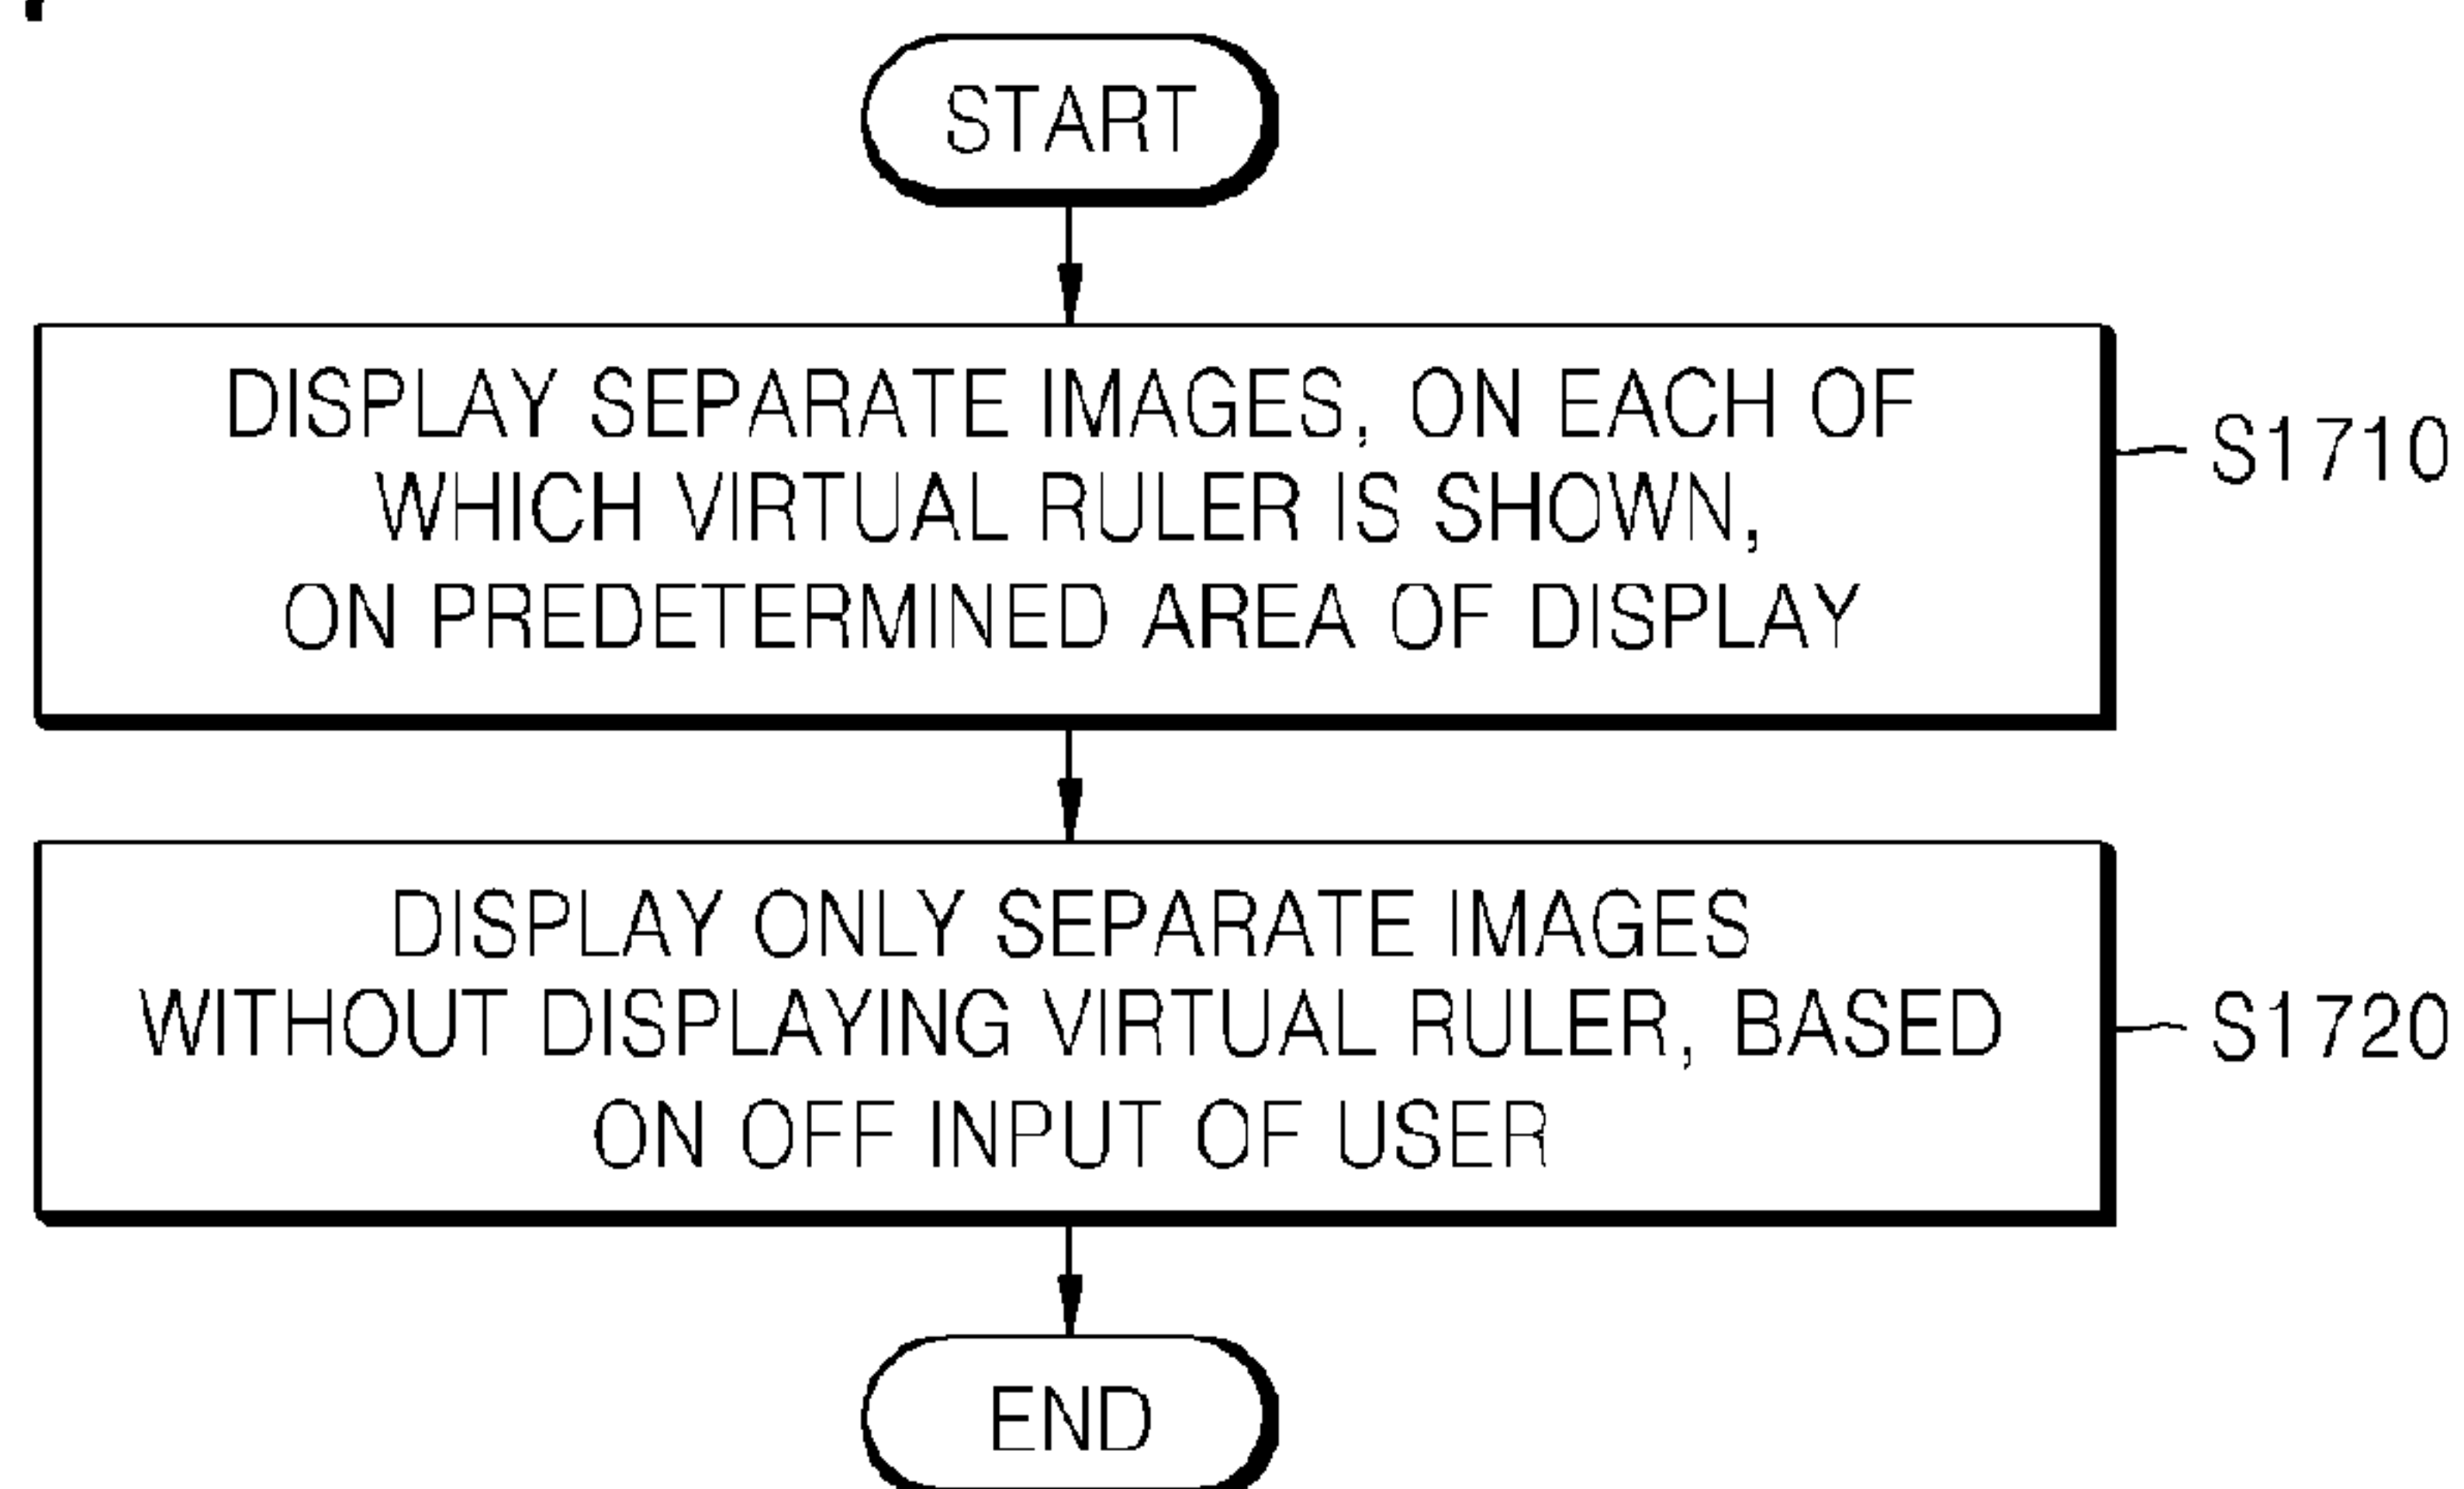 START
DISPLAY SEPARATE IMAGES, ON EACH OF
WHICH VIRTUAL RULER IS SHOWN,
ON PREDETERMINED AREA OF DISPLAY
S1710
DISPLAY ONLY SEPARATE IMAGES
WITHOUT DISPLAYING VIRTUAL RULER, BASED
ON OFF INPUT OF USER
S1720
END